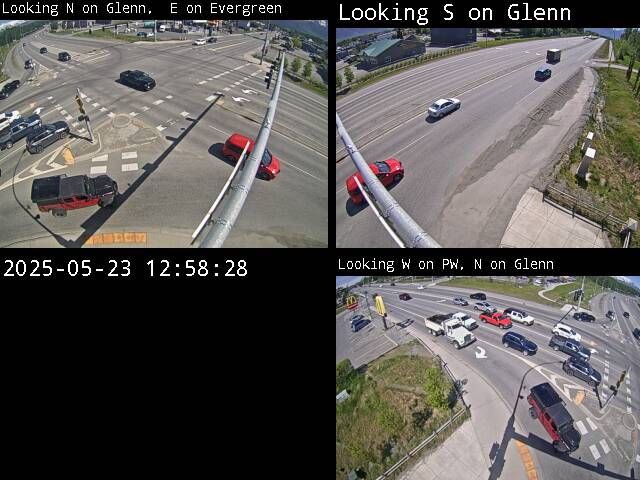 Looking N on Glenn, E on Evergreen
Looking S on Glenn
2025-05-23 12:58:28
Looking W on PW, N on Glenn